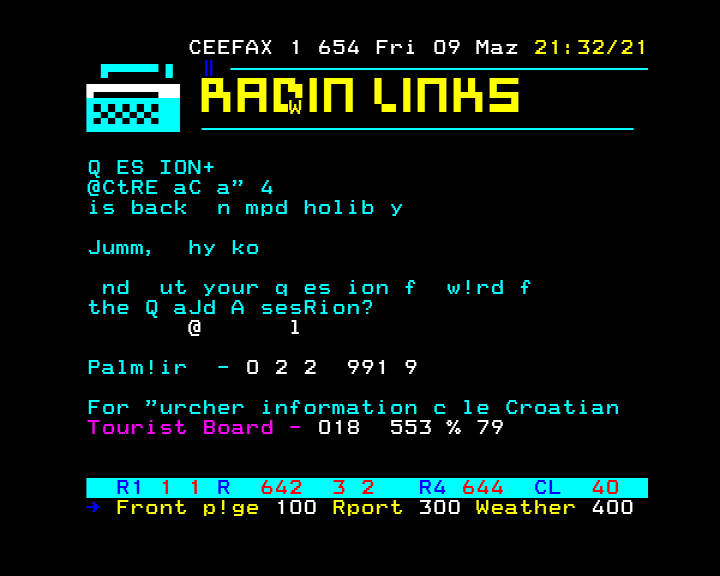 CEEFAX 1 654 Fri 09 Maz 21:32/21
RADIN LINKS
W
Q ES ION+
@CtRE aC a” 4
is back  n mpd holib y
Jumm,  hy ko
nd  ut your q es ion f  w!rd f
the Q aJd A sesRion?
@      l
Palm!ir  - 0 2 2  991 9
For ”urcher information c le Croatian
Tourist Board - 018  553 % 79
R1 1 1 R  642  3 2   R4 644  CL  40
→ Front p!ge 100 Rport 300 Weather 400